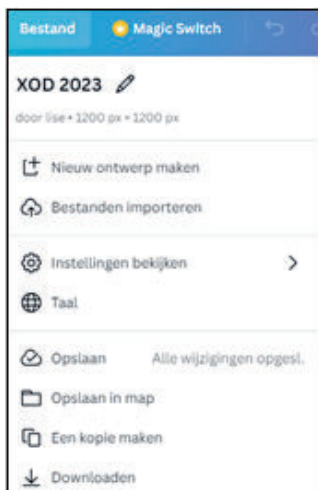 Bestand Magic Switch
XOD 2023
door lise • 1200 px • 1200 px
Nieuw ontwerp maken
Bestanden importeren
Instellingen bekijken
Taal
Opslaan Alle wijzigingen opgesl.
Opslaan in map
Een kopie maken
Downloaden